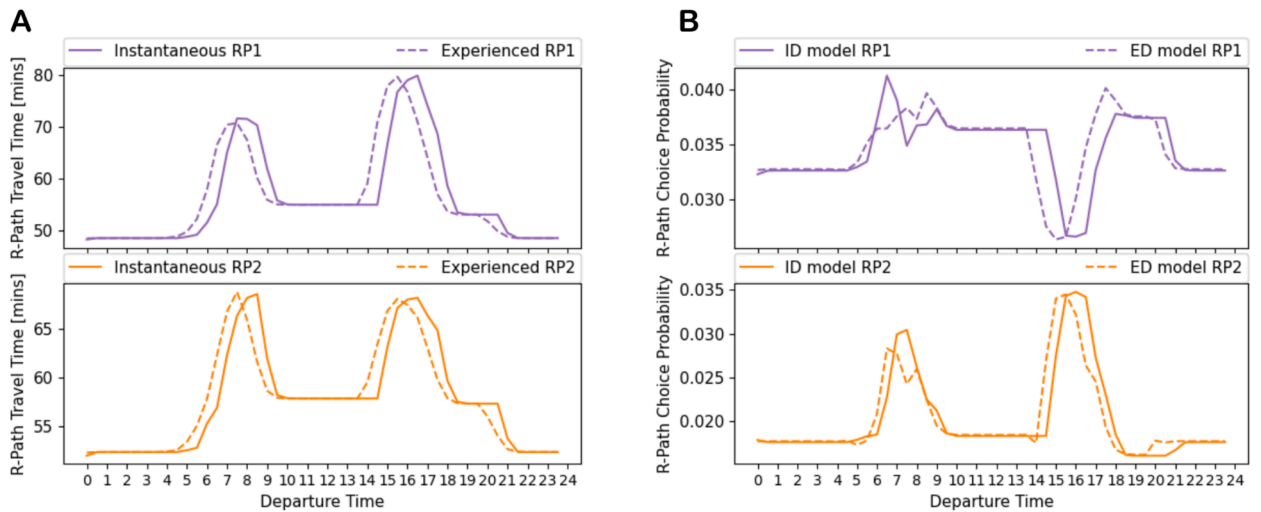 A
B
Instantaneous RP1 Experienced RP1
R-Path Travel Time [mins]
80
70
60
50
Instantaneous RP2 Experienced RP2
R-Path Travel Time [mins]
65
60
55
0 1 2 3 4 5 6 7 8 9 10 11 12 13 14 15 16 17 18 19 20 21 22 23 24
Departure Time
ID model RP1 ED model RP1
R-Path Choice Probability
0.040
0.035
0.030
ID model RP2 ED model RP2
R-Path Choice Probability
0.035
0.030
0.025
0.020
0 1 2 3 4 5 6 7 8 9 10 11 12 13 14 15 16 17 18 19 20 21 22 23 24
Departure Time